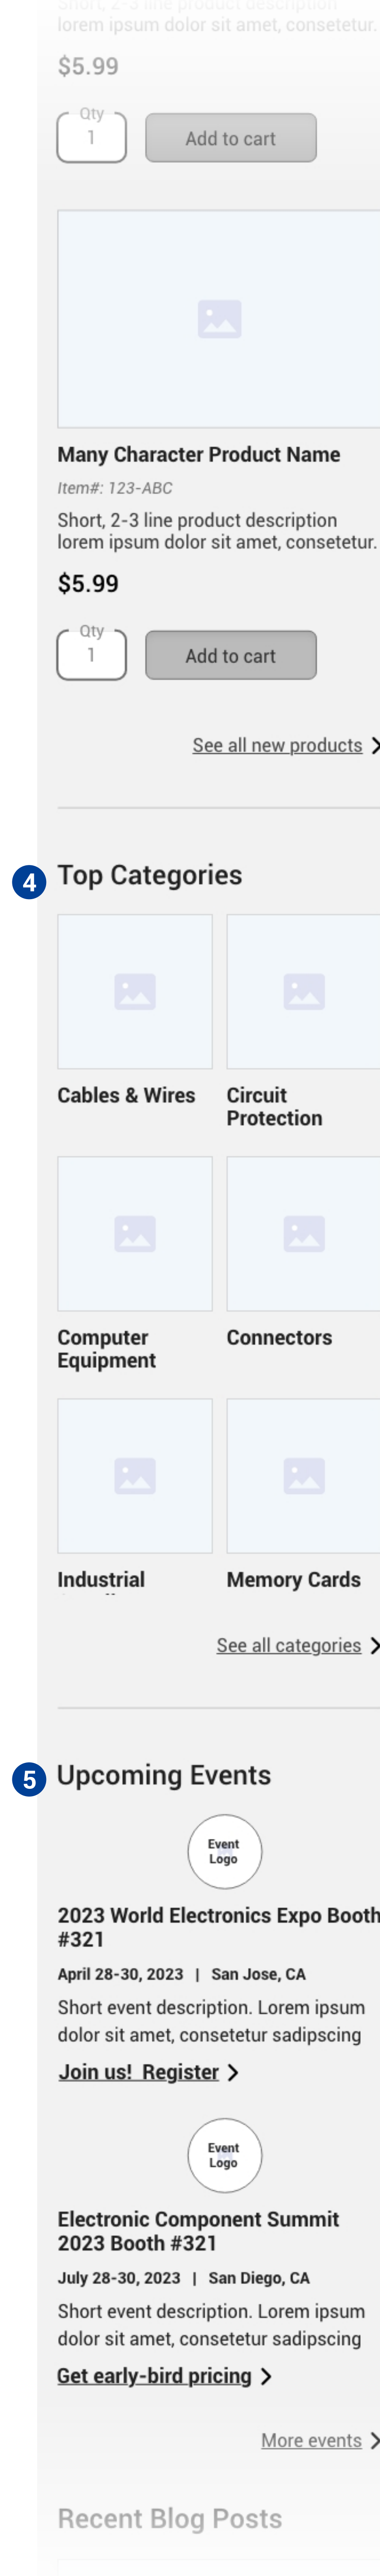 Short, 2-3 line product description
lorem ipsum dolor sit amet, consetetur.
$5.99
Qty
1
Add to cart
Many Character Product Name
Item#: 123-ABC
Short, 2-3 line product description
lorem ipsum dolor sit amet, consetetur.
$5.99
Qty
1
Add to cart
See all new products
4
Top Categories
Cables & Wires
Circuit
Protection
Computer
Equipment
Connectors
Industrial
Memory Cards
See all categories
5
Upcoming Events
Event
Logo
2023 World Electronics Expo Booth
#321
April 28-30, 2023 | San Jose, CA
Short event description. Lorem ipsum
dolor sit amet, consetetur sadipscing
Join us! Register
Event
Logo
Electronic Component Summit
2023 Booth #321
July 28-30, 2023 | San Diego, CA
Short event description. Lorem ipsum
dolor sit amet, consetetur sadipscing
Get early-bird pricing
More events
Recent Blog Posts